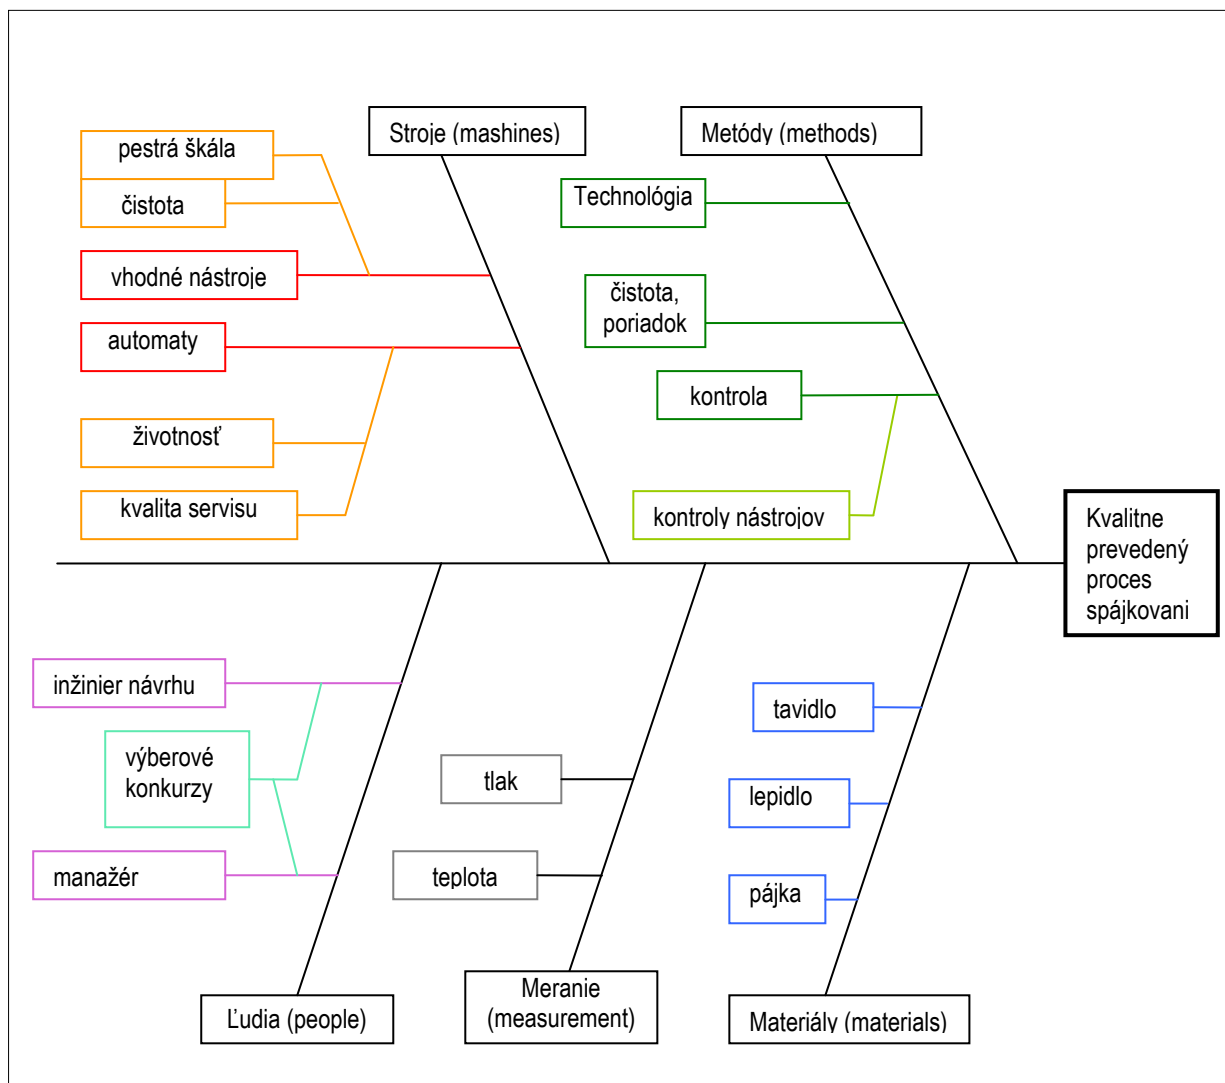 Stroje (mashines)
Metódy (methods)
pestrá škála
čistota
vhodné nástroje
automaty
životnosť
kvalita servisu
Technológia
čistota,
poriadok
kontrola
kontroly nástrojov
Kvalitne
prevedený
proces
spájkovani
inžinier návrhu
výberové
konkurzy
manažér
tlak
teplota
tavidlo
lepidlo
pájka
Ľudia (people)
Meranie
(measurement)
Materiály (materials)